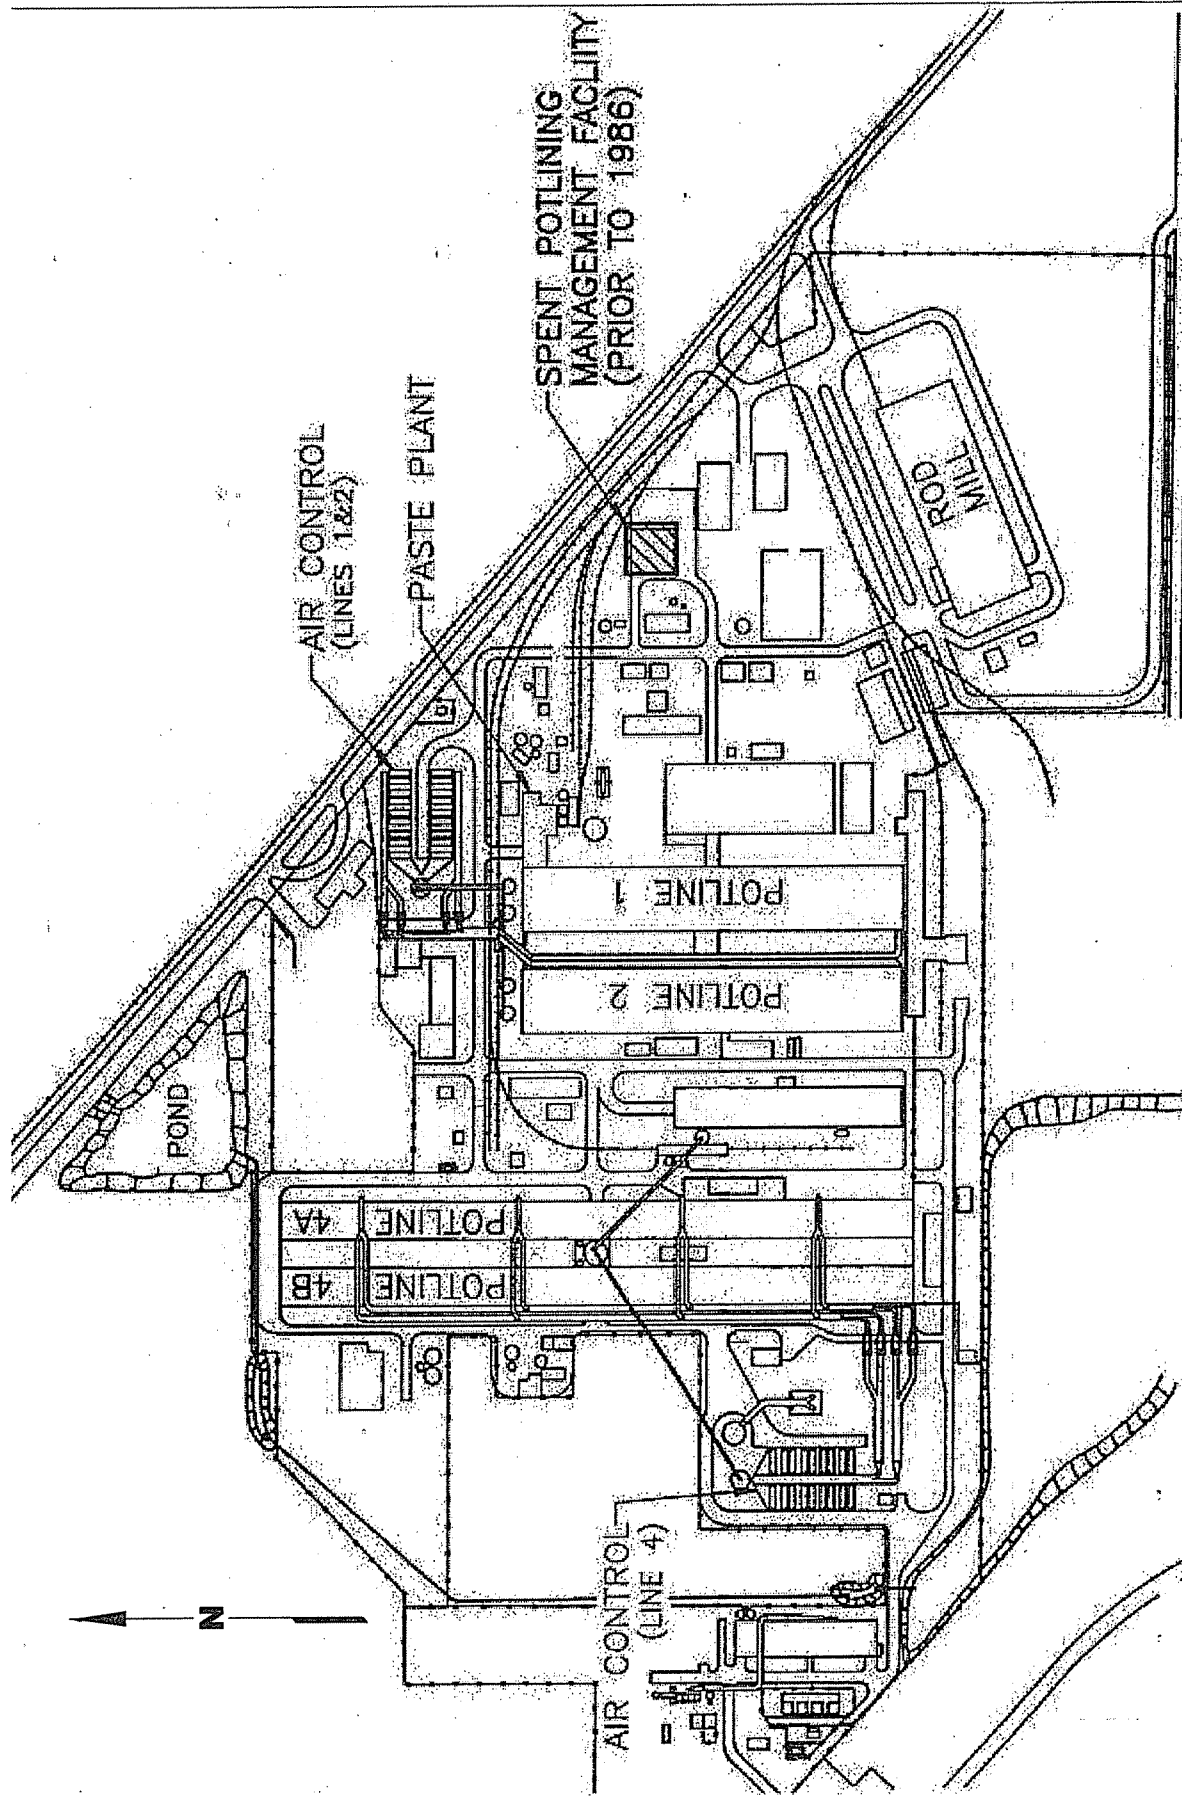 AIR CONTROL
(LINES 1&2)
PASTE PLANT
SPENT POTLINING
MANAGEMENT FACLIITY
(PRIOR TO 1986)
POND
N
POTLINE 4B
POTLINE 4A
POTLINE 2
POTLINE 1
ROD
MILL
AIR CONTROL
(LINE 4)